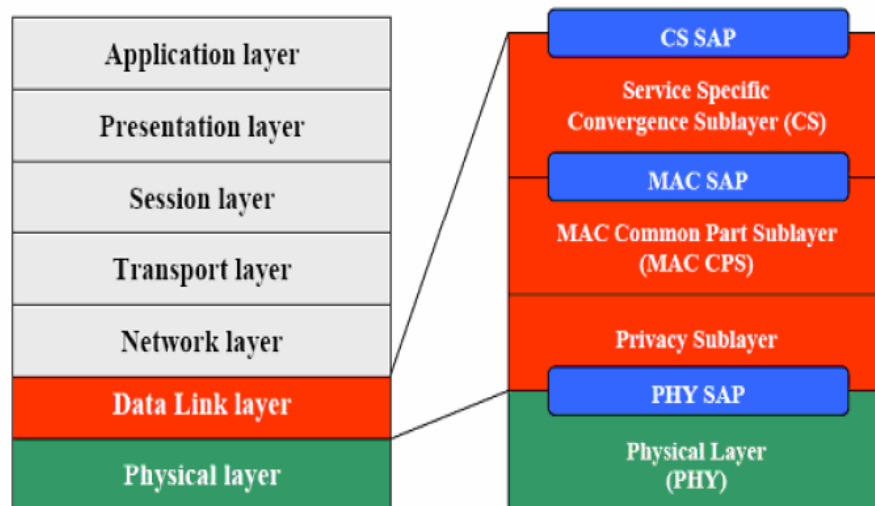 Application layer
Presentation layer
Session layer
Transport layer
Network layer
Data Link layer
Physical layer
CS SAP
Service Specific
Convergence Sublayer (CS)
MAC SAP
MAC Common Part Sublayer
(MAC CPS)
Privacy Sublayer
PHY SAP
Physical Layer
(PHY)